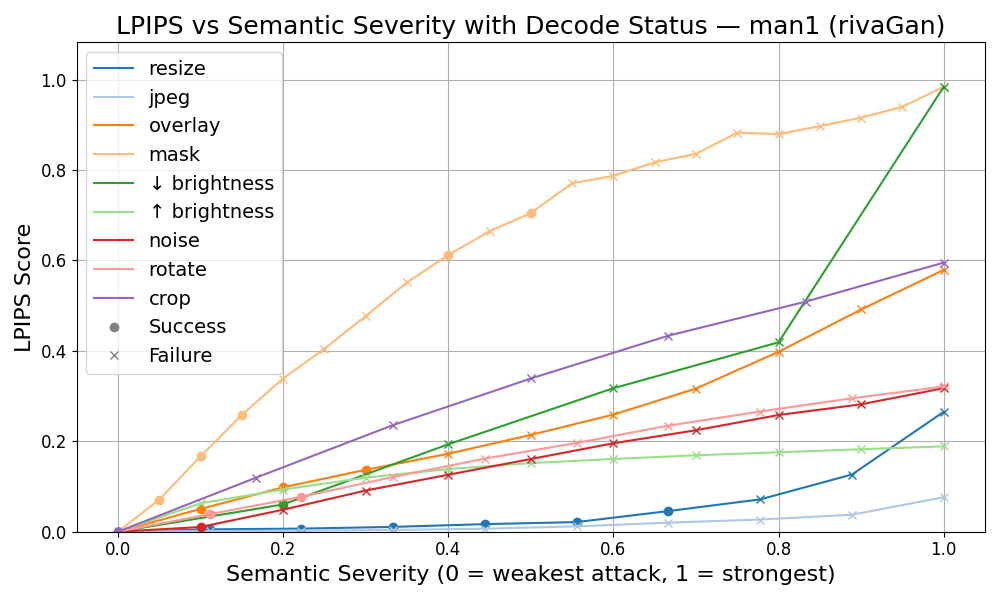 LPIPS vs Semantic Severity with Decode Status — man1 (rivaGan)
LPIPS Score
1.0
0.8
0.6
0.4
0.2
0.0
resize
jpeg
overlay
mask
↓ brightness
↑ brightness
noise
rotate
crop
Success
Failure
0.0 0.2 0.4 0.6 0.8 1.0
Semantic Severity (0 = weakest attack, 1 = strongest)